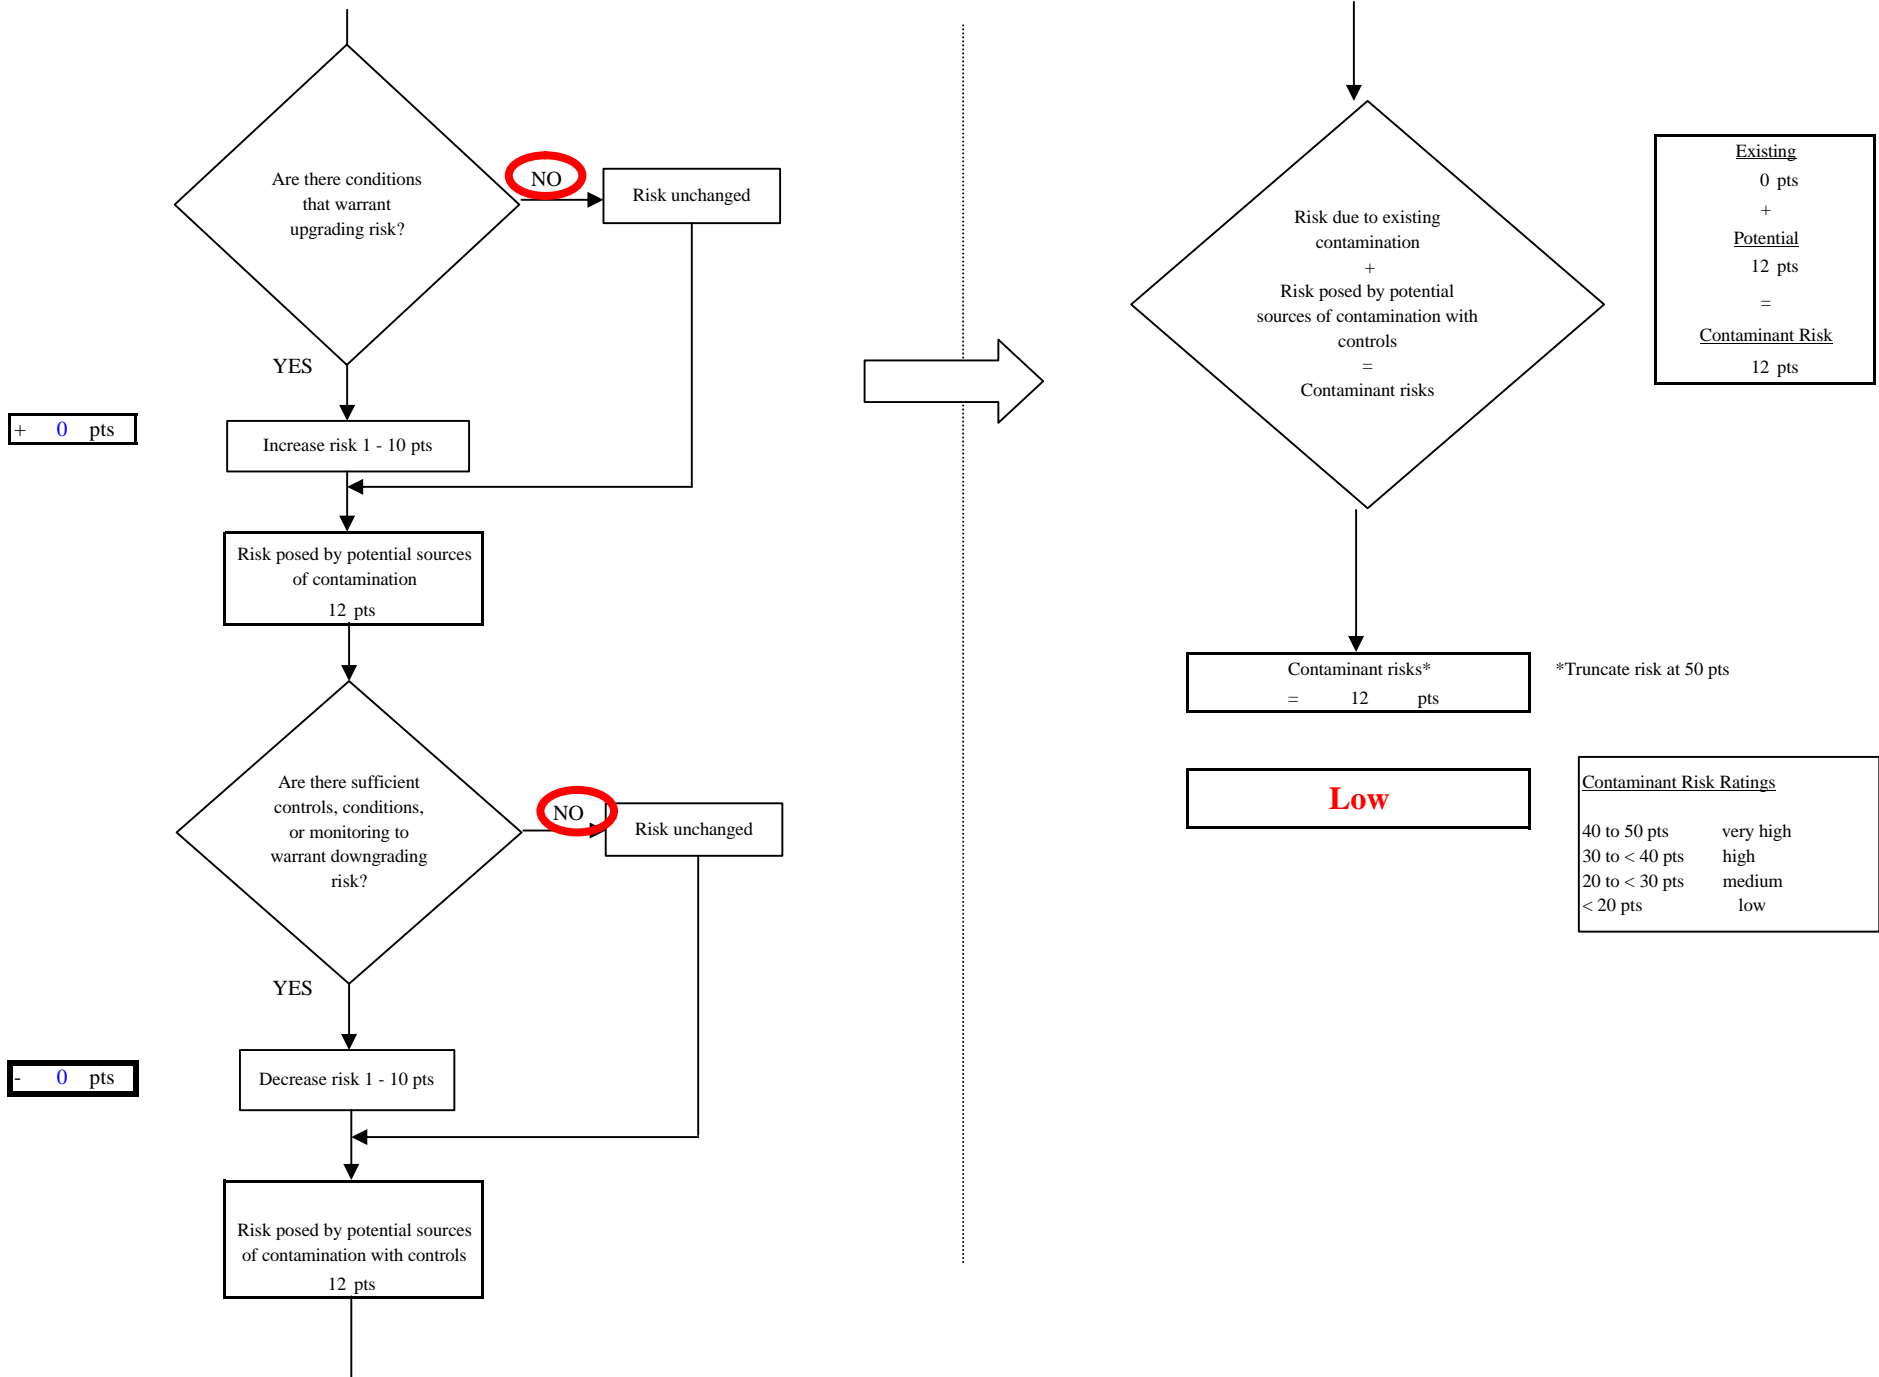 Are there conditions
that warrant
upgrading risk?
NO
Risk unchanged
YES
+ 0 pts
Increase risk 1 - 10 pts
Risk posed by potential sources
of contamination
12 pts
Are there sufficient
controls, conditions,
or monitoring to
warrant downgrading
risk?
NO
Risk unchanged
YES
- 0 pts
Decrease risk 1 - 10 pts
Risk posed by potential sources
of contamination with controls
12 pts
Risk due to existing
contamination
+
Risk posed by potential
sources of contamination with
controls
=
Contaminant risks
Existing
0 pts
+
Potential
12 pts
=
Contaminant Risk
12 pts
Contaminant risks*
= 12 pts
*Truncate risk at 50 pts
Low
Contaminant Risk Ratings
40 to 50 pts very high
30 to < 40 pts high
20 to < 30 pts medium
< 20 pts low